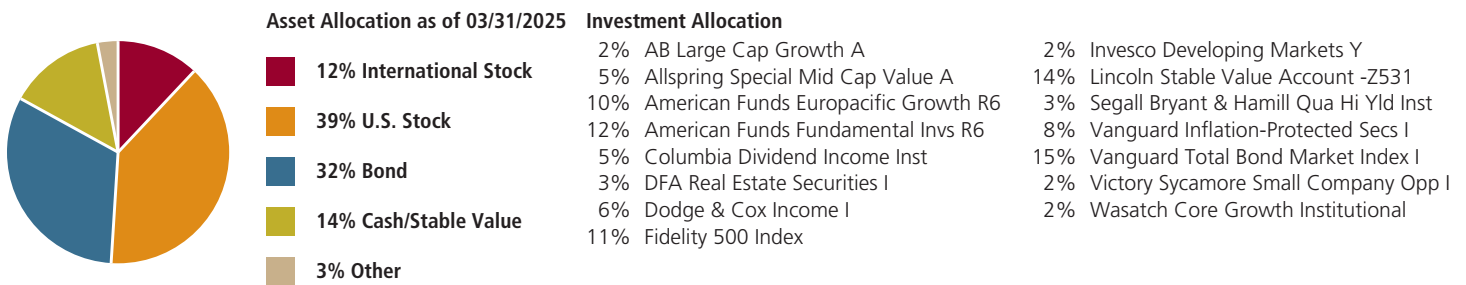 Asset Allocation as of 03/31/2025
12% International Stock
39% U.S. Stock
32% Bond
14% Cash/Stable Value
3% Other
Investment Allocation
2% AB Large Cap Growth A
5% Allspring Special Mid Cap Value A
10% American Funds Europacific Growth R6
12% American Funds Fundamental Invs R6
5% Columbia Dividend Income Inst
3% DFA Real Estate Securities I
6% Dodge & Cox Income I
11% Fidelity 500 Index
2% Invesco Developing Markets Y
14% Lincoln Stable Value Account -Z531
3% Segall Bryant & Hamill Qua Hi Yld Inst
8% Vanguard Inflation-Protected Secs I
15% Vanguard Total Bond Market Index I
2% Victory Sycamore Small Company Opp I
2% Wasatch Core Growth Institutional